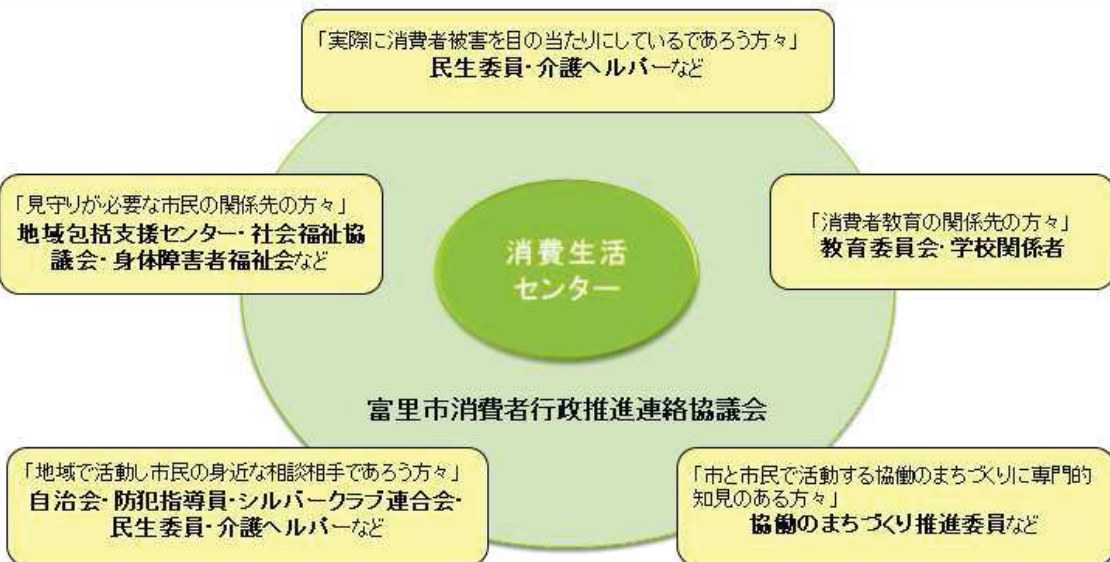 「実際に消費者被害を目の当たりにしているであろう方々」
民生委員・介護ヘルパーなど
「見守りが必要な市民の関係先の方々」
地域包括支援センター・社会福祉協
議会・身体障害者福祉会など
「消費者教育の関係先の方々」
教育委員会・学校関係者
消費生活
センター
富里市消費者行政推進連絡協議会
「地域で活動し市民の身近な相談相手であろう方々」
自治会・防犯指導員・シルバークラブ連合会・
民生委員・介護ヘルパーなど
「市と市民で活動する協働のまちづくりに専門的
知見のある方々」
協働のまちづくり推進委員など